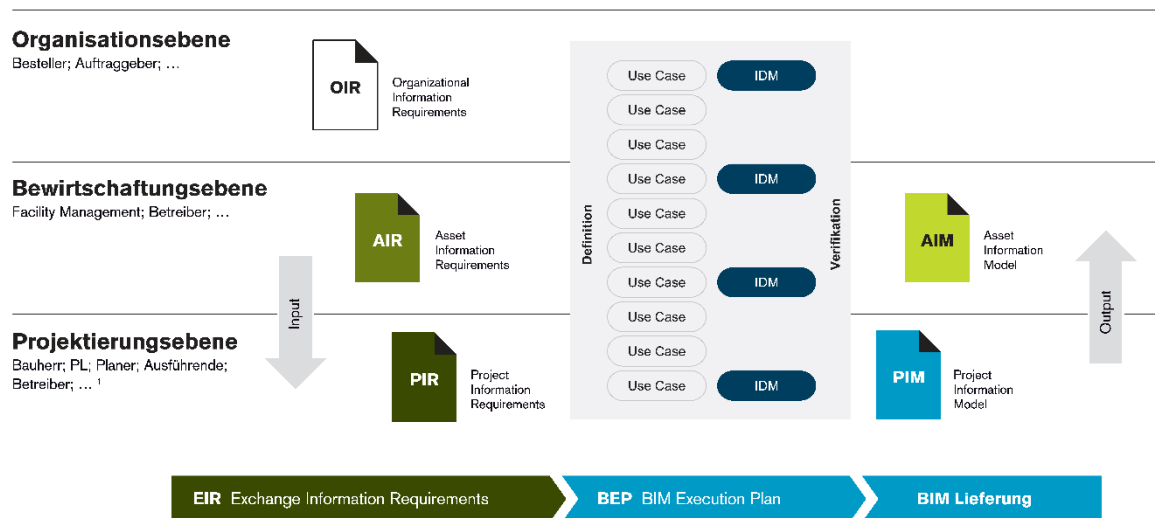 Organisationsebene
Besteller; Auftraggeber; …
OIR
Organizational
Information
Requirements
Bewirtschaftungsebene
Facility Management; Betreiber; …
AIR
Asset
Information
Requirements
Input
Projektierungsebene
Bauherr; PL; Planer; Ausführende;
Betreiber; … ¹
PIR
Project
Information
Requirements
Definition
Use Case IDM
Use Case
Use Case
Use Case IDM
Use Case
Use Case
Use Case IDM
Use Case
Use Case
Use Case IDM
Verifikation
AIM
Asset
Information
Model
PIM
Project
Information
Model
Output
EIR Exchange Information Requirements
BEP BIM Execution Plan
BIM Lieferung